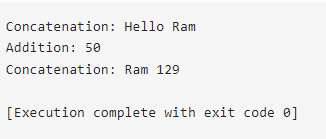 Concatenation: Hello Ram
Addition: 50
Concatenation: Ram 129
[Execution complete with exit code 0]